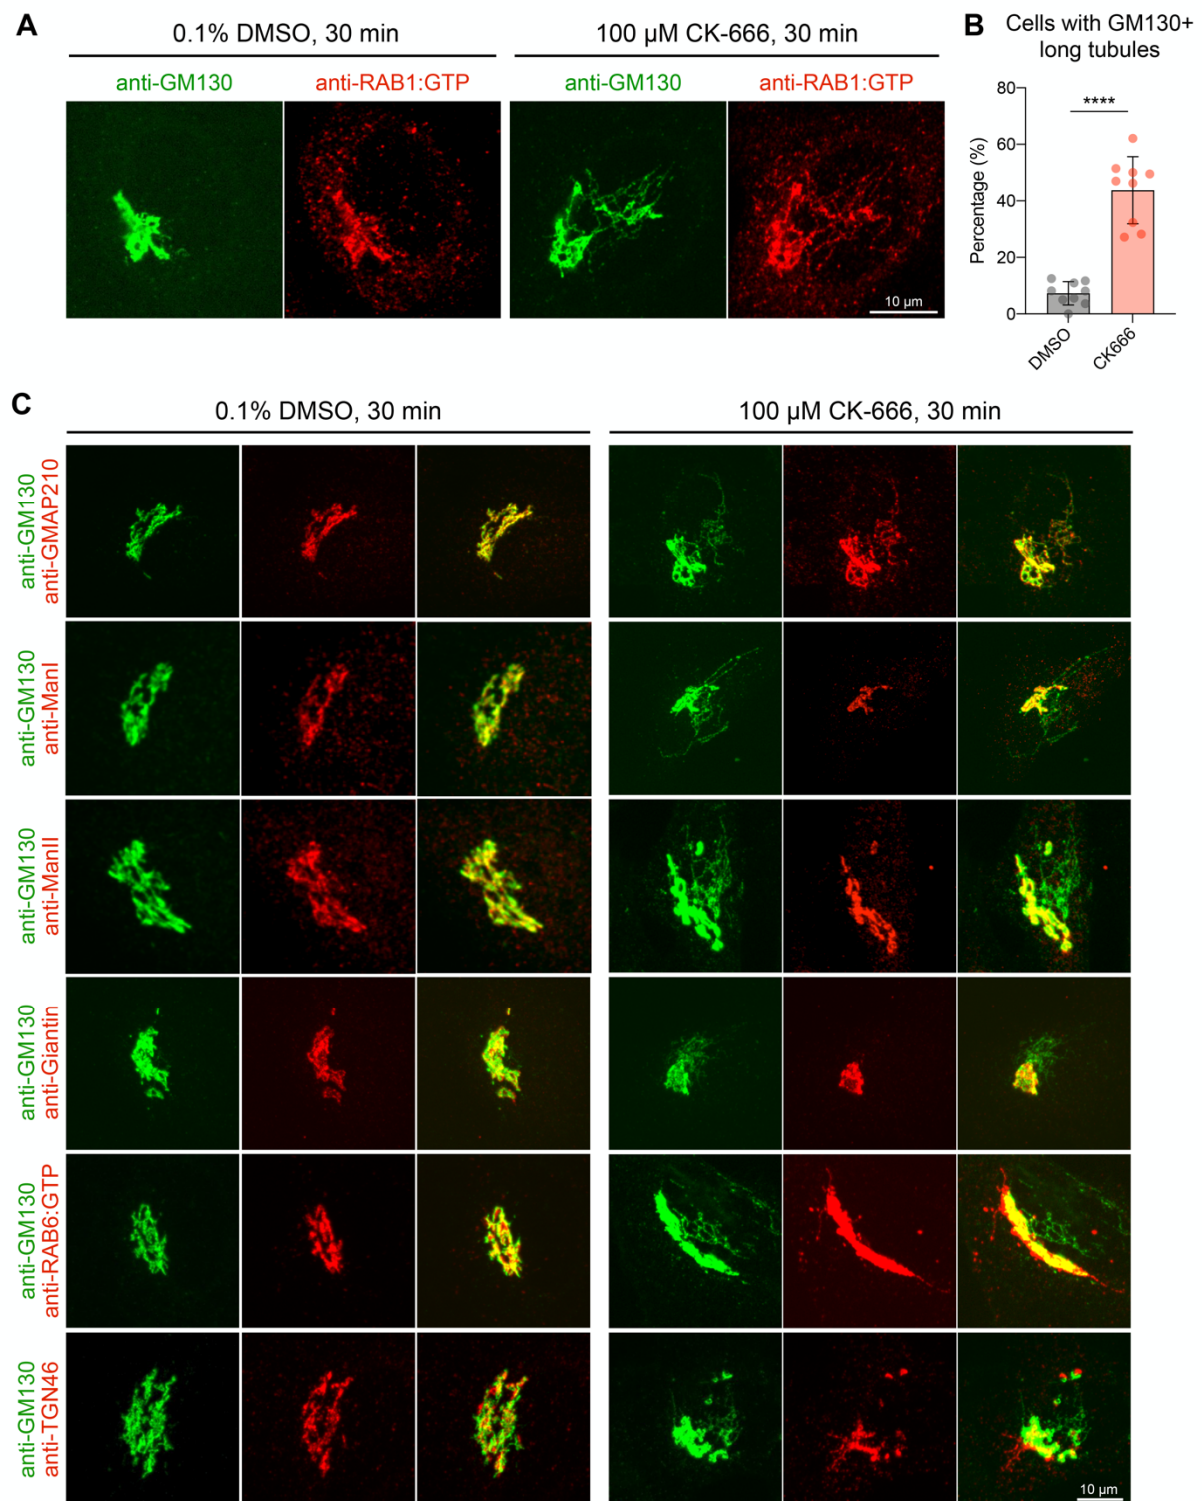 A
0.1% DMSO, 30 min
100 µM CK-666, 30 min
anti-GM130
anti-RAB1:GTP
anti-GM130
anti-RAB1:GTP
10 µm
B
Cells with GM130+
long tubules
80
60
40
20
0
Percentage (%)
****
DMSO
CK666
C
0.1% DMSO, 30 min
100 µM CK-666, 30 min
anti-GM130
anti-GMAP210
anti-GM130
anti-ManI
anti-GM130
anti-ManII
anti-GM130
anti-Giantin
anti-GM130
anti-RAB6:GTP
anti-GM130
anti-TGN46
10 µm